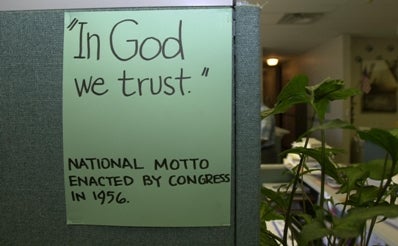 "In God
we trust."
NATIONAL MOTTO
ENACTED BY CONGRESS
IN 1956.